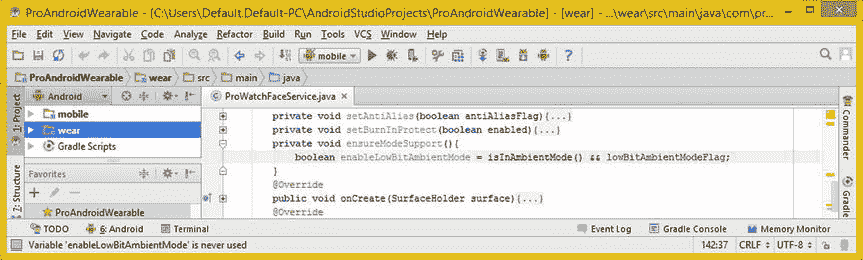 ProAndroidWearable - [C:\Users\Default.Default-PC\AndroidStudioProjects\ProAndroidWearable] - [wear] - ...\wear\src\main\java\com\pr...
File Edit View Navigate Code Analyze Refactor Build Run Tools VCS Window Help
mobile
ProAndroidWearable wear src main java
1: Project
Android
ProWatchFaceService.java
mobile
wear
Gradle Scripts
Favorites
ProAndroidWearable
7: Structure
private void setAntiAlias(boolean antiAliasFlag){...}
private void setBurnInProtect(boolean enabled){...}
private void ensureModeSupport(){
boolean enableLowBitAmbientMode = isInAmbientMode() && lowBitAmbientModeFlag;
}
@Override
public void onCreate(SurfaceHolder surface){...}
@Override
Commander
Gradle
TODO 6: Android Terminal Event Log Gradle Console Memory Monitor
Variable 'enableLowBitAmbientMode' is never used 142:37 CRLF UTF-8